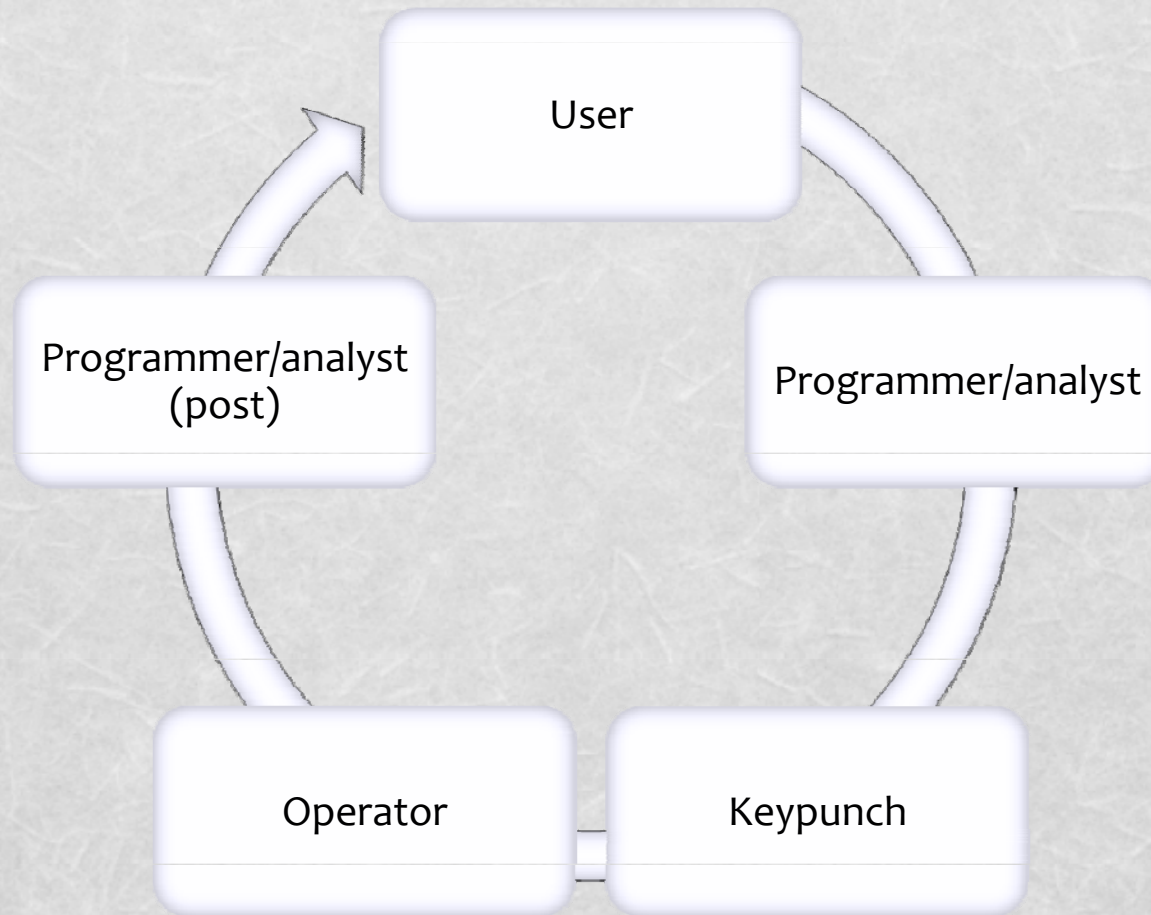 User
Programmer/analyst
(post)
Programmer/analyst
Operator
Keypunch